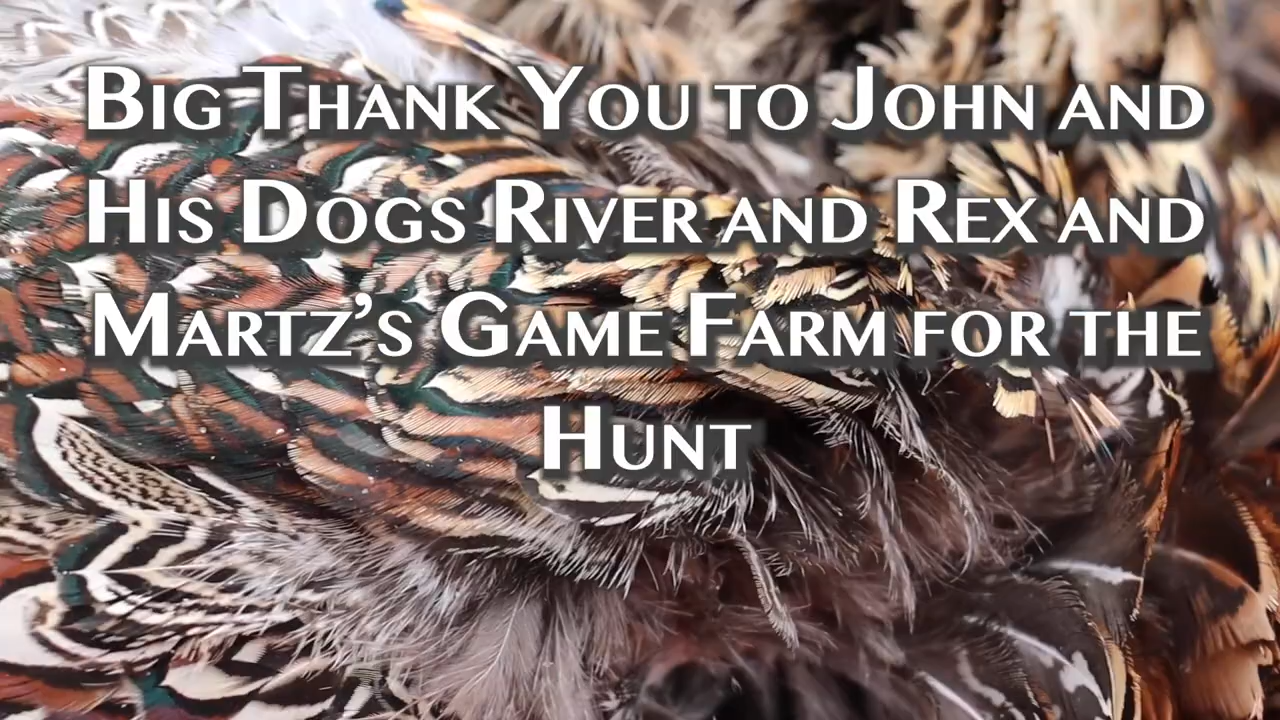 Big Thank You to John and
His Dogs River and Rex and
Martz’s Game Farm for the
Hunt